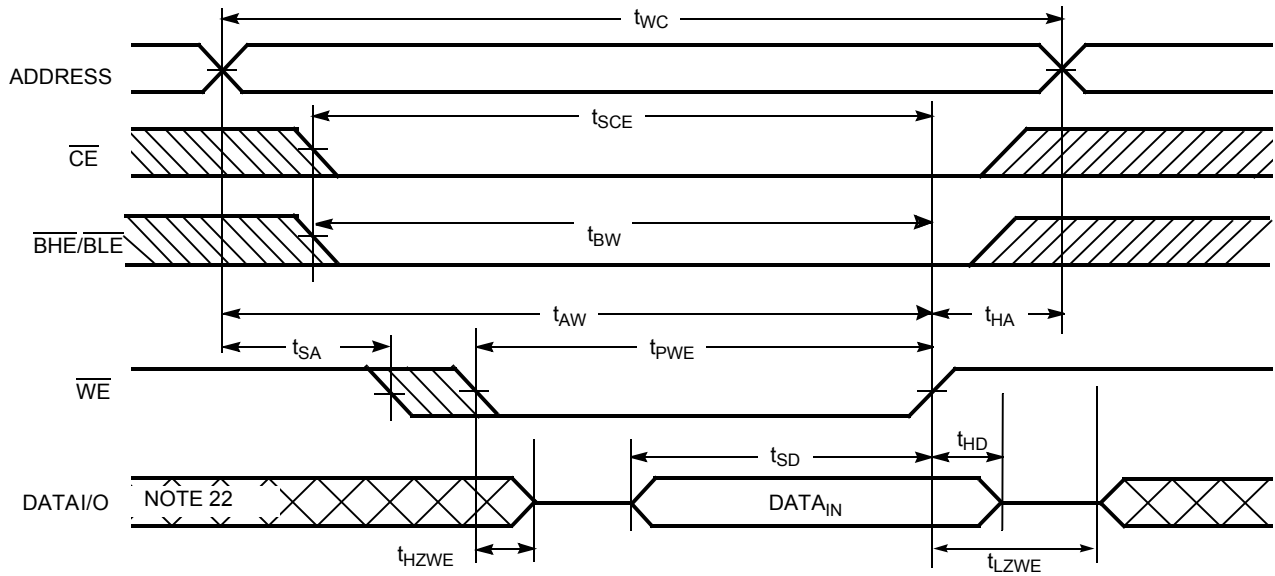 tWC
ADDRESS
tSCE
CE
tBW
BHE/BLE
tAW
tHA
tSA
tPWE
WE
tHD
tSD
DATAI/O
NOTE 22
DATAIN
tHZWE
tLZWE